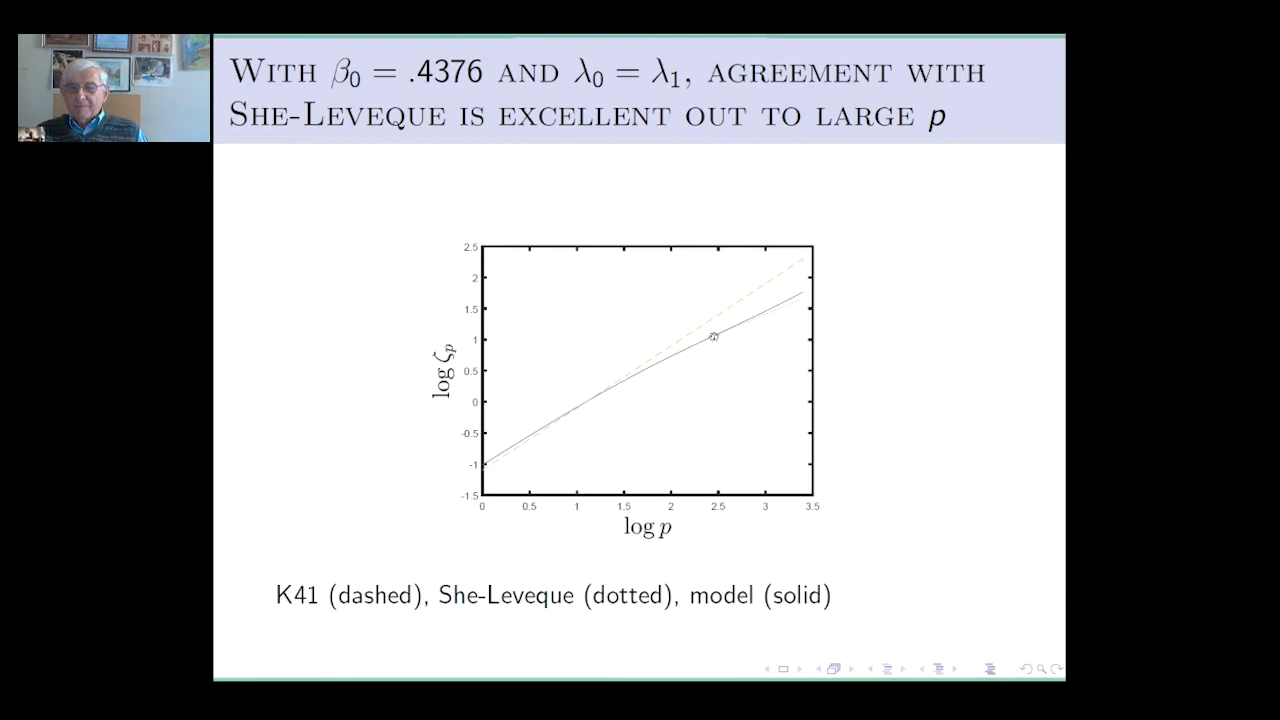 WITH β₀ = .4376 AND λ₀ = λ₁, AGREEMENT WITH
SHE-LEVEQUE IS EXCELLENT OUT TO LARGE p
2.5
2
1.5
1
0.5
0
-0.5
-1
-1.5
log ζₚ
0 0.5 1 1.5 2 2.5 3 3.5
log p
K41 (dashed), She-Leveque (dotted), model (solid)